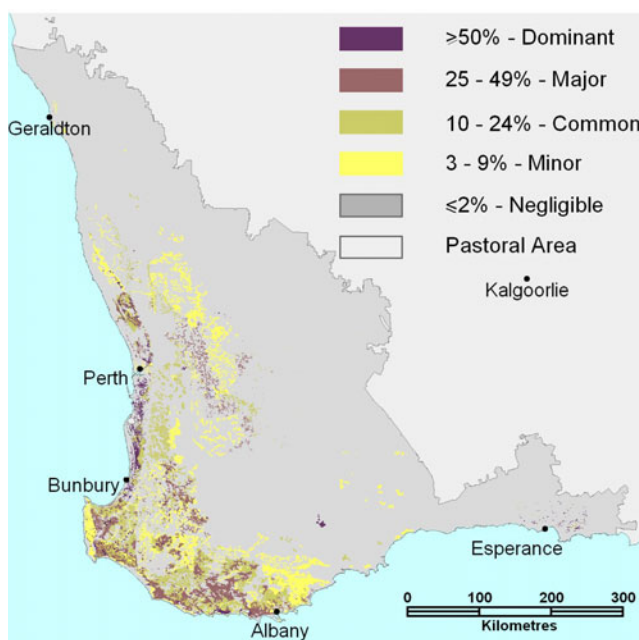 ≥50% - Dominant
25 - 49% - Major
10 - 24% - Common
3 - 9% - Minor
≤2% - Negligible
Pastoral Area
Geraldton
Kalgoorlie
Perth
Bunbury
Esperance
Albany
0 100 200 300
Kilometres